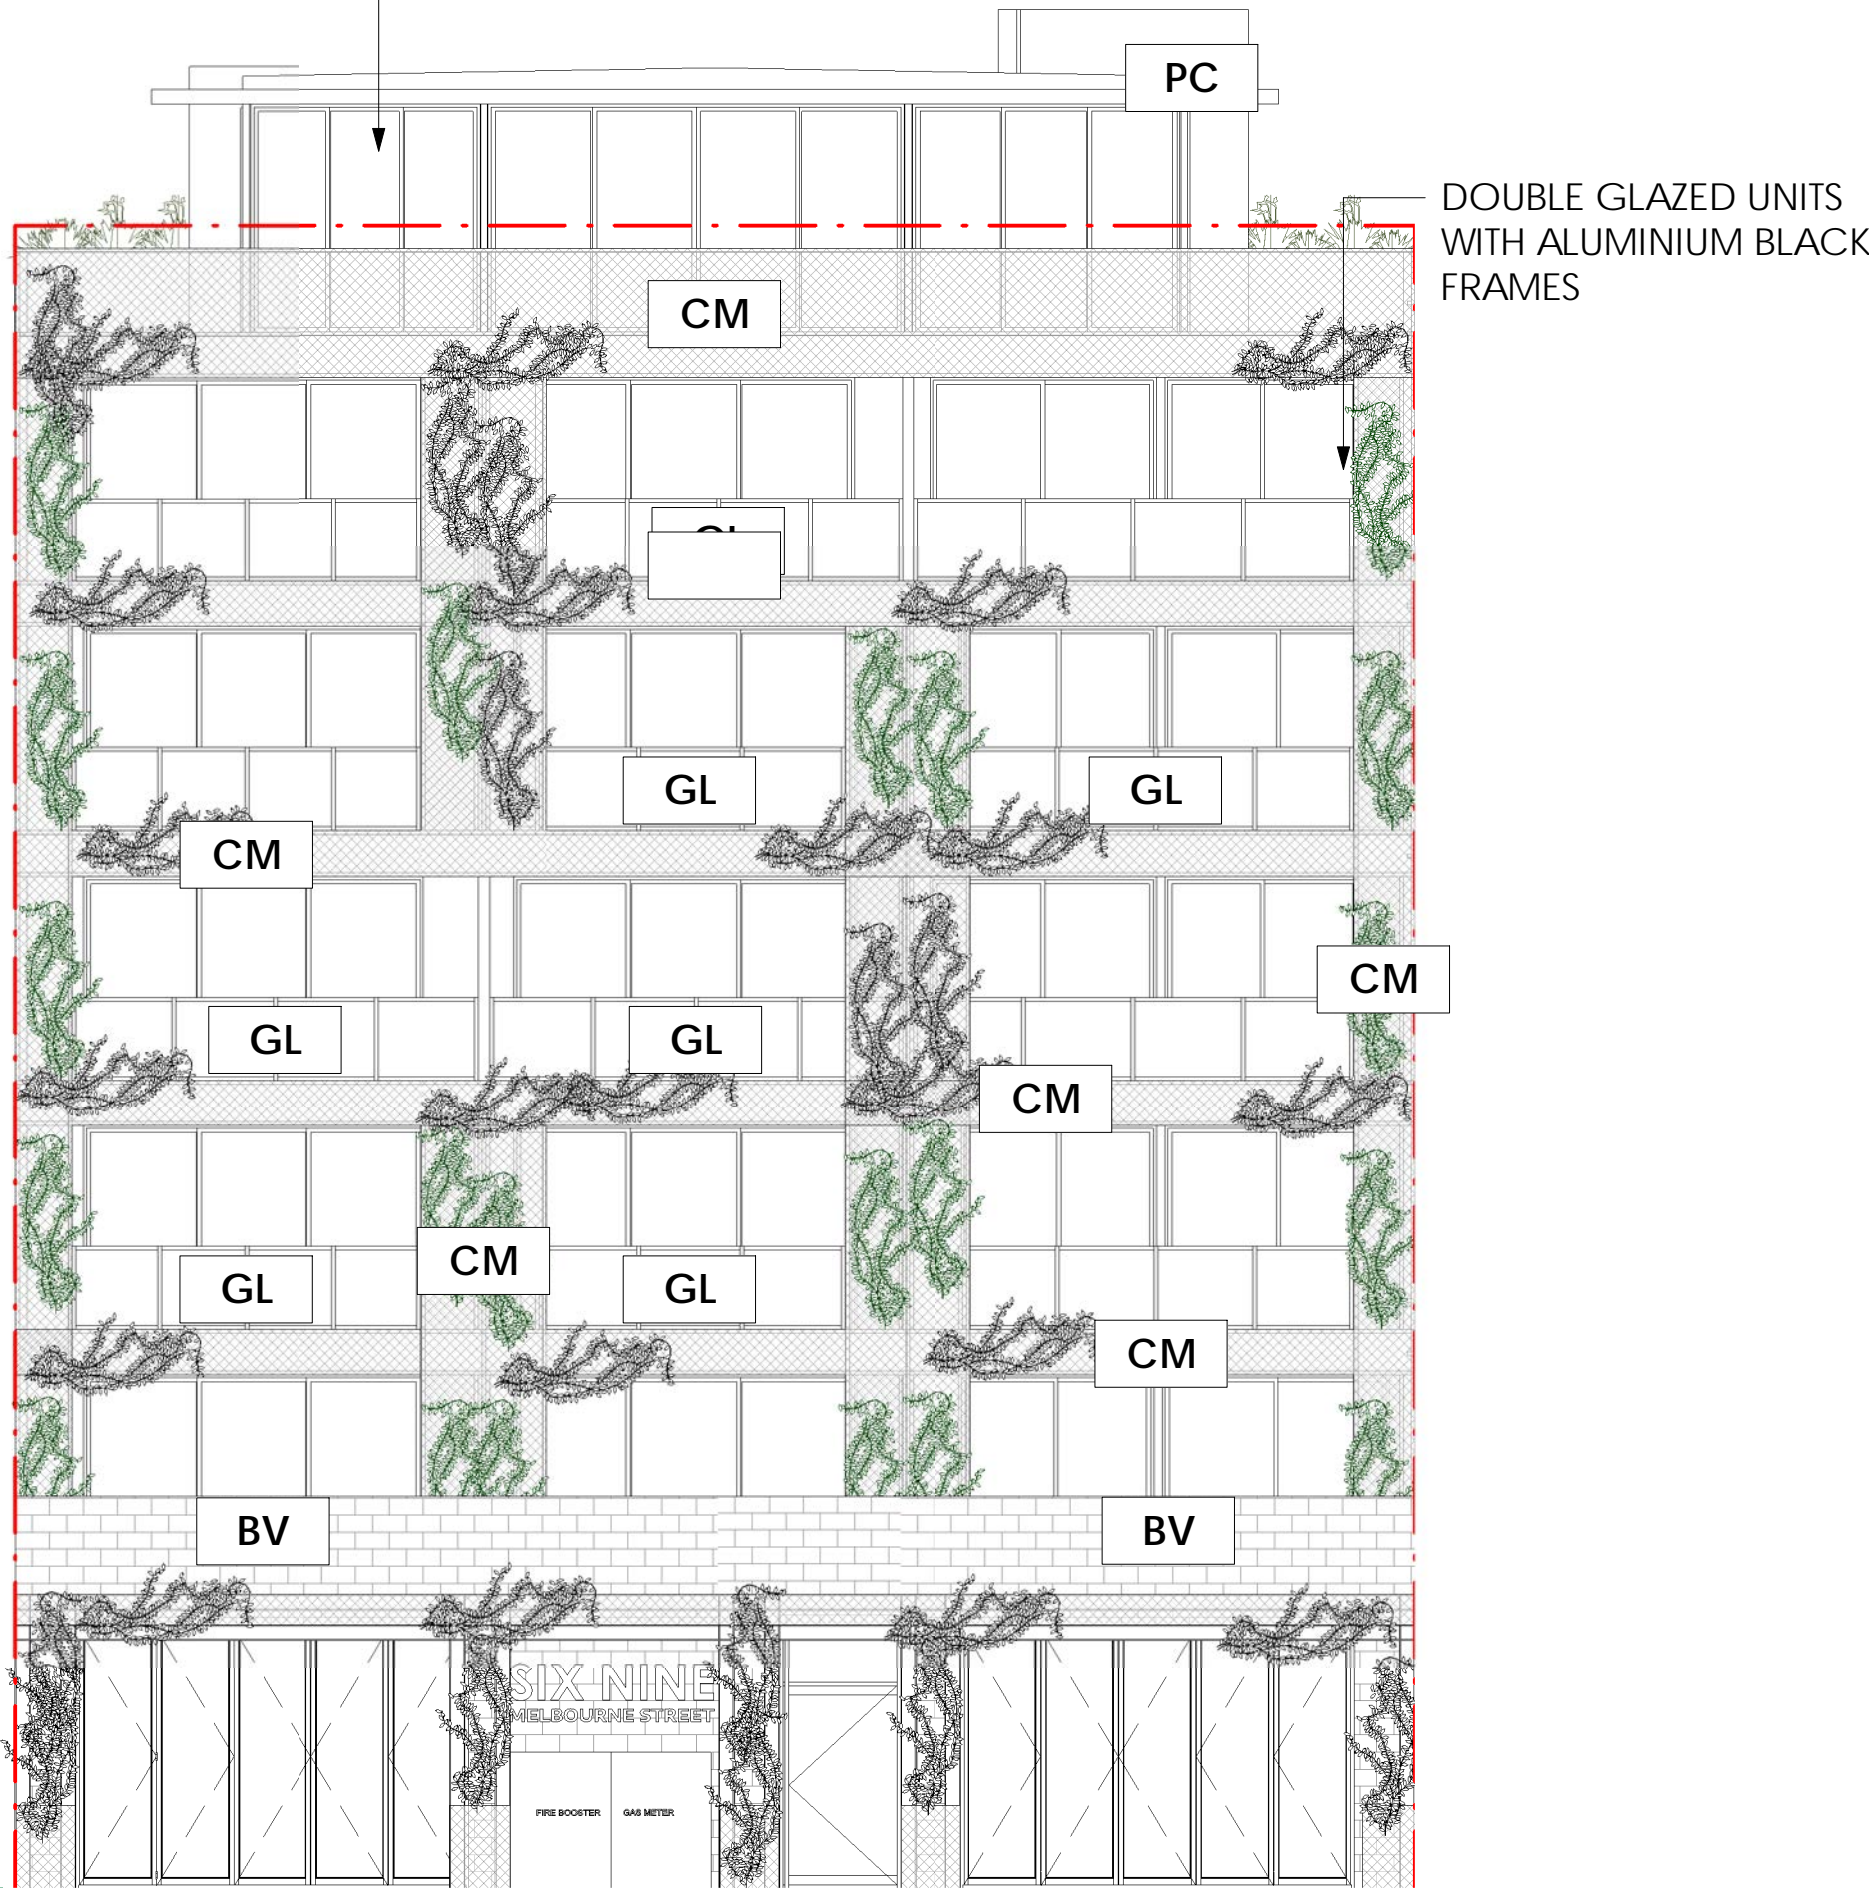 PC
DOUBLE GLAZED UNITS
WITH ALUMINIUM BLACK
FRAMES
CM
GL
GL
CM
CM
GL
GL
CM
CM
GL
GL
CM
BV
BV
SIX NINE
MELBOURNE STREET
FIRE BOOSTER
GAS METER